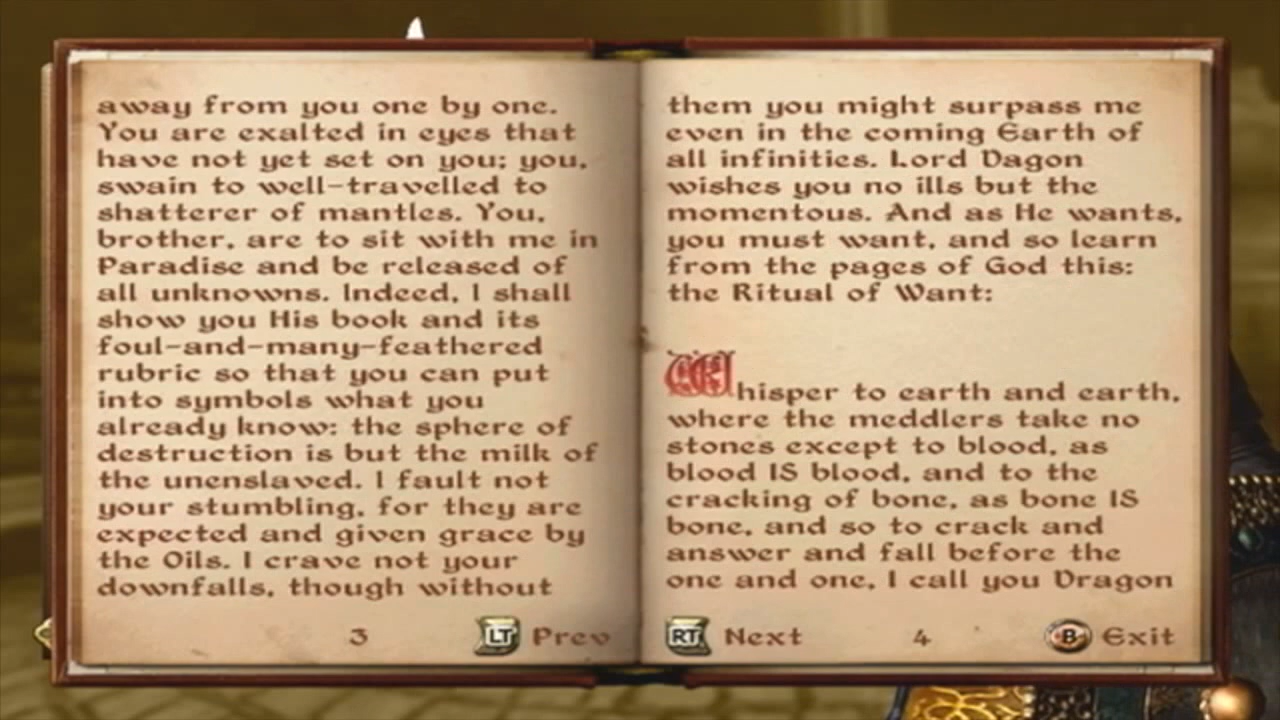 away from you one by one.
You are exalted in eyes that
have not yet set on you; you,
swain to well-travelled to
shatterer of mantles. You,
brother, are to sit with me in
Paradise and be released of
all unknowns. Indeed, I shall
show you His book and its
foul-and-many-feathered
rubric so that you can put
into symbols what you
already know: the sphere of
destruction is but the milk of
the unenslaved. I fault not
your stumbling, for they are
expected and given grace by
the Oils. I crave not your
downfalls, though without
3
LT Prev
them you might surpass me
even in the coming Earth of
all infinities. Lord Dagon
wishes you no ills but the
momentous. And as He wants,
you must want, and so learn
from the pages of God this:
the Ritual of Want:
Whisper to earth and earth,
where the meddlers take no
stones except to blood, as
blood IS blood, and to the
cracking of bone, as bone IS
bone, and so to crack and
answer and fall before the
one and one, I call you Dragon
RT Next
4
B Exit